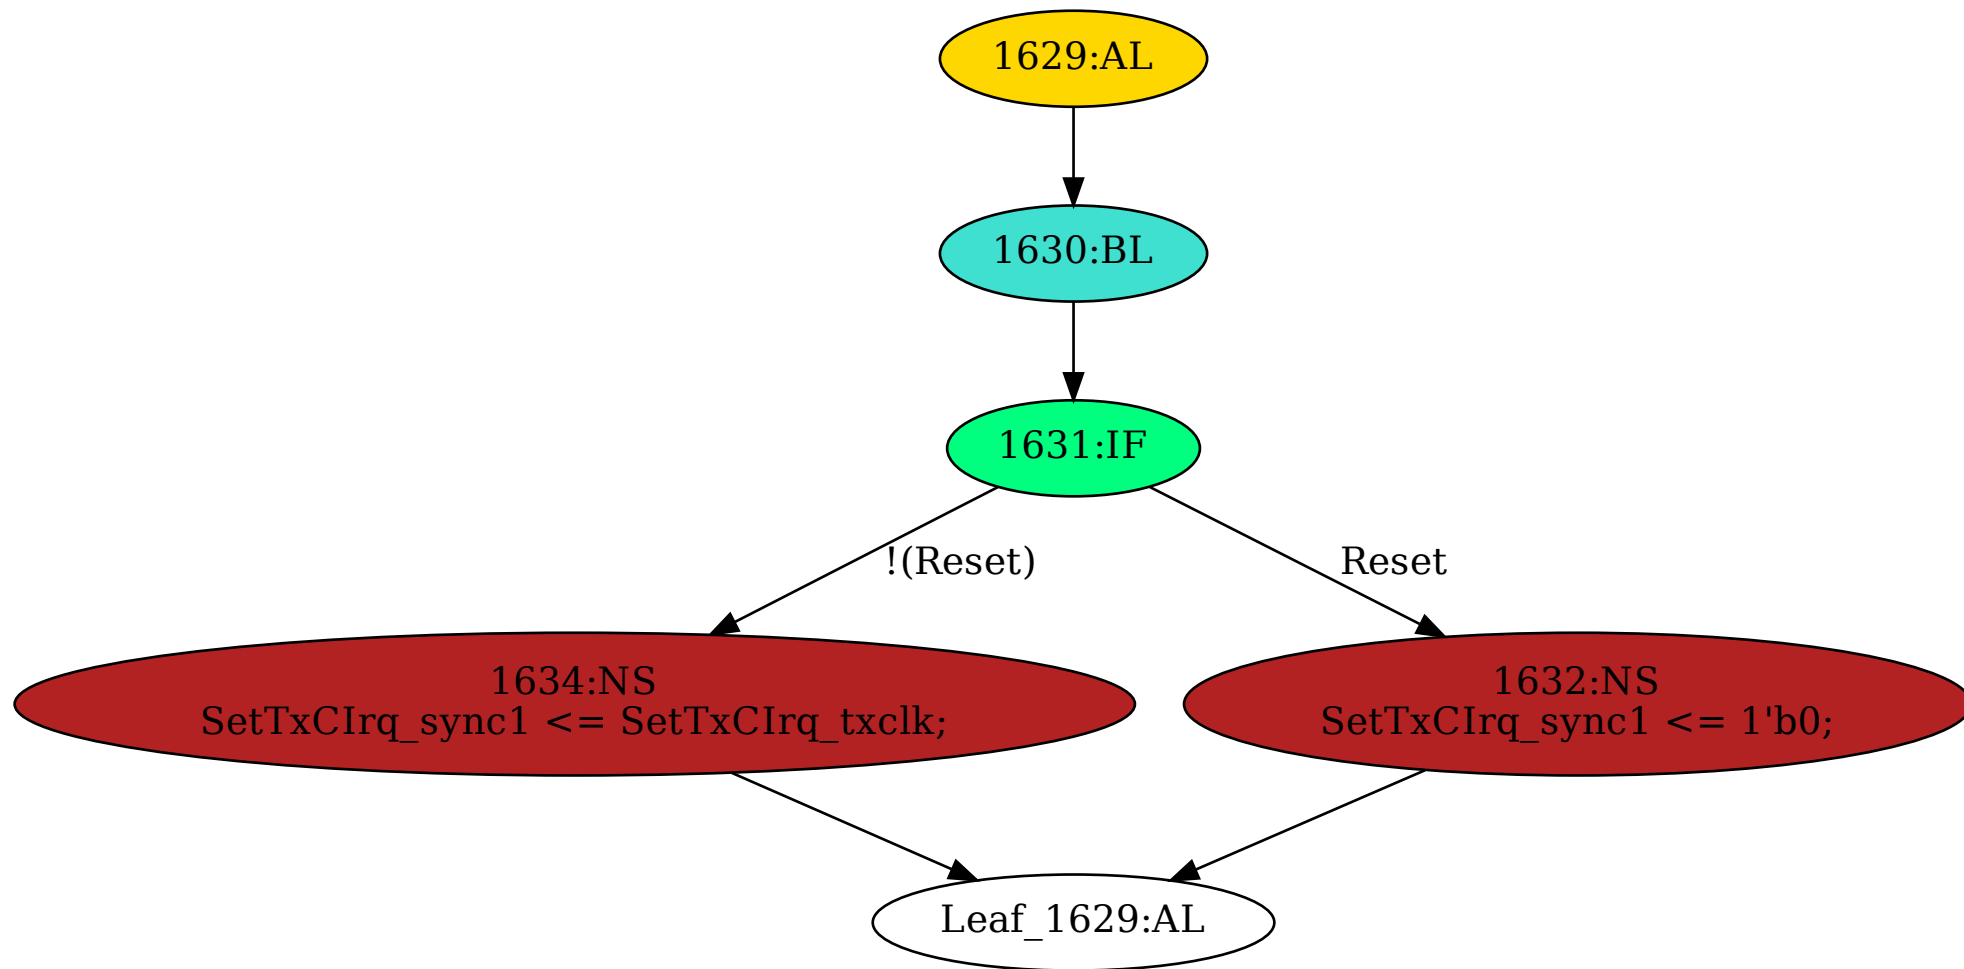 1629:AL
1630:BL
1631:IF
!(Reset)
Reset
1634:NS
SetTxCIrq_sync1 <= SetTxCIrq_txclk;
1632:NS
SetTxCIrq_sync1 <= 1'b0;
Leaf_1629:AL